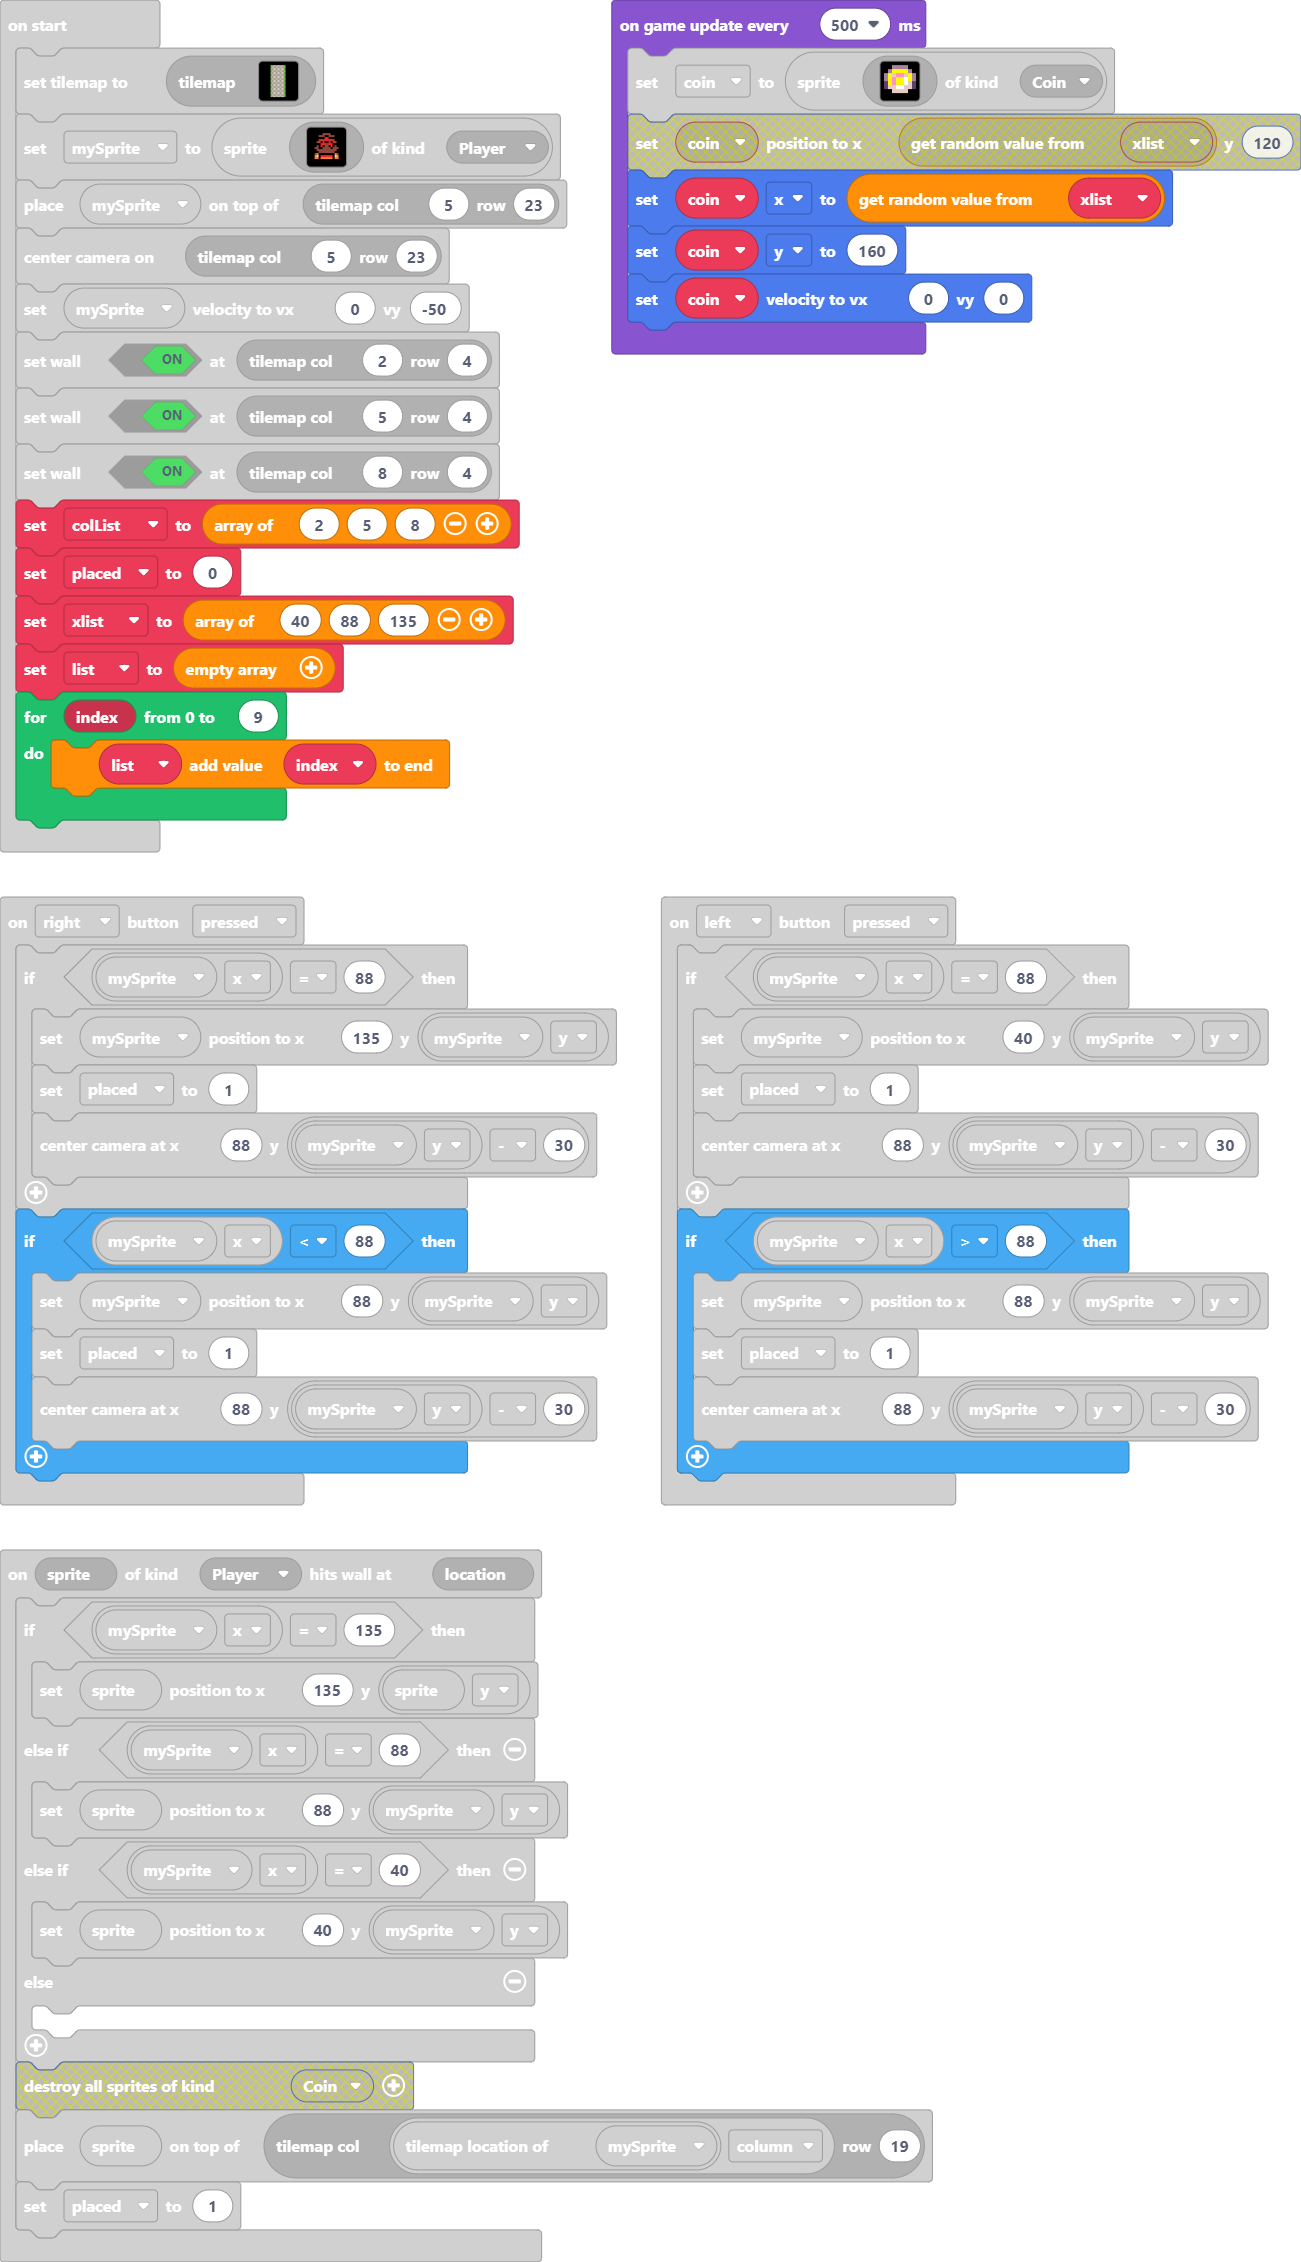 on start
set tilemap to tilemap
set mySprite to sprite of kind Player
place mySprite on top of tilemap col 5 row 23
center camera on tilemap col 5 row 23
set mySprite velocity to vx 0 vy -50
set wall ON at tilemap col 2 row 4
set wall ON at tilemap col 5 row 4
set wall ON at tilemap col 8 row 4
set colList to array of 2 5 8
set placed to 0
set xlist to array of 40 88 135
set list to empty array
for index from 0 to 9
do
list add value index to end
on game update every 500 ms
set coin to sprite of kind Coin
set coin position to x get random value from xlist y 120
set coin x to get random value from xlist
set coin y to 160
set coin velocity to vx 0 vy 0
on right button pressed
if mySprite x = 88 then
set mySprite position to x 135 y mySprite y
set placed to 1
center camera at x 88 y mySprite y - 30
if mySprite x < 88 then
set mySprite position to x 88 y mySprite y
set placed to 1
center camera at x 88 y mySprite y - 30
on left button pressed
if mySprite x = 88 then
set mySprite position to x 40 y mySprite y
set placed to 1
center camera at x 88 y mySprite y - 30
if mySprite x > 88 then
set mySprite position to x 88 y mySprite y
set placed to 1
center camera at x 88 y mySprite y - 30
on sprite of kind Player hits wall at location
if mySprite x = 135 then
set sprite position to x 135 y sprite y
else if mySprite x = 88 then
set sprite position to x 88 y mySprite y
else if mySprite x = 40 then
set sprite position to x 40 y mySprite y
else
destroy all sprites of kind Coin
place sprite on top of tilemap col tilemap location of mySprite column row 19
set placed to 1